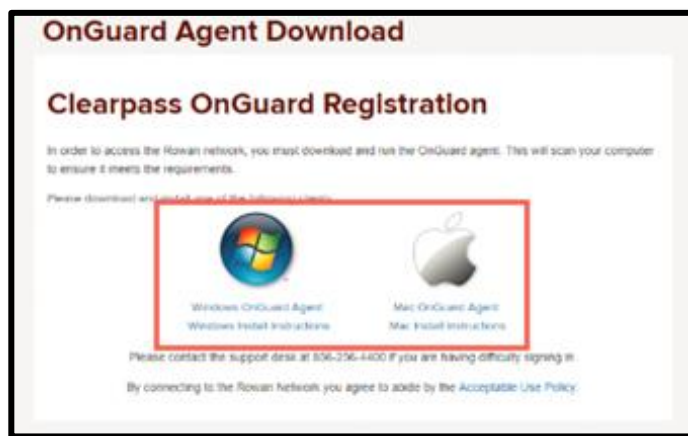 OnGuard Agent Download
Clearpass OnGuard Registration
In order to access the Rowan network, you must download and run the OnGuard agent. This will scan your computer
to ensure it meets the requirements.
Please download and install one of the following clients
Windows OnGuard Agent
Mac OnGuard Agent
Windows Install Instructions
Mac Install Instructions
Please contact the support desk at 856-256-4400 if you are having difficulty signing in.
By connecting to the Rowan Network you agree to abide by the Acceptable Use Policy.